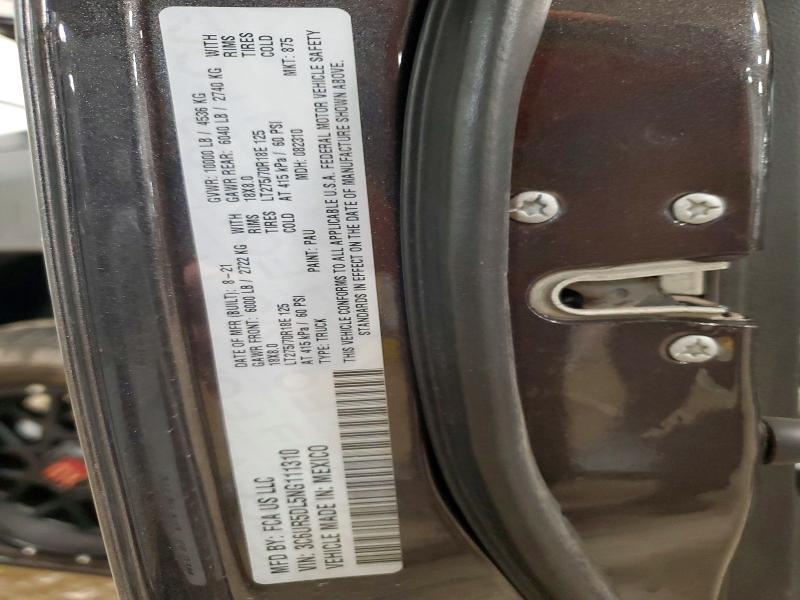 MFD BY: FCA US LLC
DATE OF MFR (BUILT): 8-21 GVWR: 10000 LB / 4536 KG
GAWR FRONT: 6000 LB / 2722 KG WITH GAWR REAR: 6040 LB / 2740 KG WITH
18X8.0 RIMS 18X8.0 RIMS
LT275/70R18E 125 TIRES LT275/70R18E 125 TIRES
AT 415 kPa / 60 PSI COLD AT 415 kPa / 60 PSI COLD
VIN: 3C6UR5DL5NG111310
TYPE: TRUCK PAINT: PAU MDH: 082310 MKT: 875
VEHICLE MADE IN: MEXICO
THIS VEHICLE CONFORMS TO ALL APPLICABLE U.S.A. FEDERAL MOTOR VEHICLE SAFETY
STANDARDS IN EFFECT ON THE DATE OF MANUFACTURE SHOWN ABOVE.